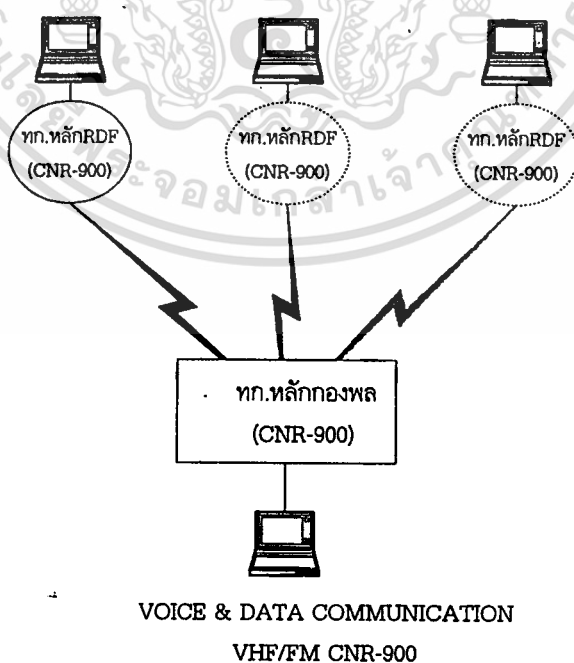 ทก.หลักRDF
(CNR-900)
ทก.หลักRDF
(CNR-900)
ทก.หลักRDF
(CNR-900)
ทก.หลักกองพล
(CNR-900)
VOICE & DATA COMMUNICATION
VHF/FM CNR-900